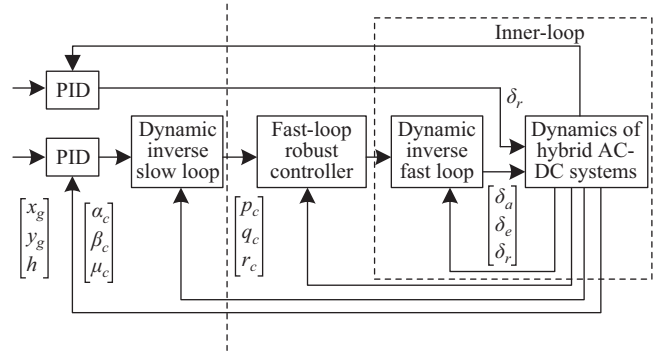 Inner-loop
PID
δr
PID
Dynamic
inverse
slow loop
Fast-loop
robust
controller
Dynamic
inverse
fast loop
Dynamics of
hybrid AC-
DC systems
xg
yg
h
αc
βc
μc
pc
qc
rc
δa
δe
δr